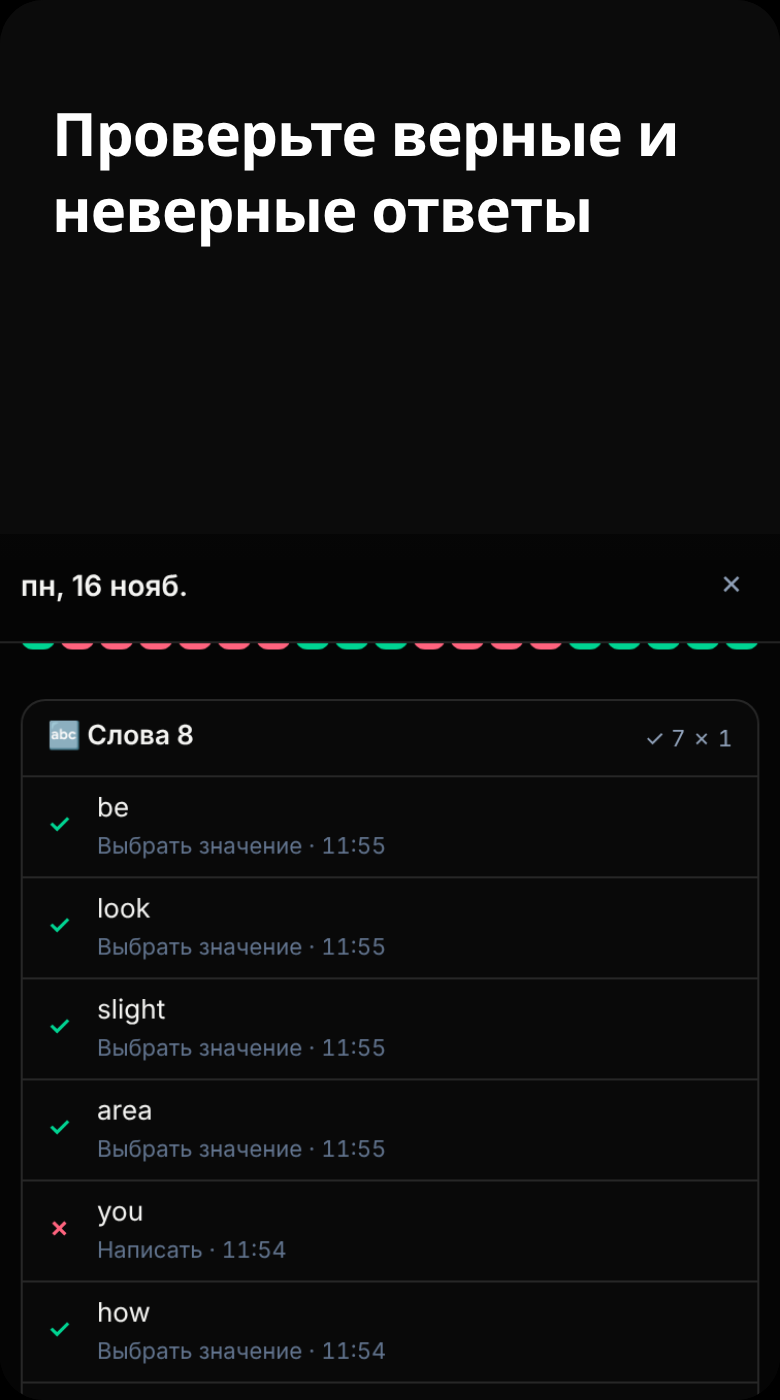 Проверьте верные и
неверные ответы
пн, 16 нояб.
×
abc Слова 8
✓ 7 × 1
be
Выбрать значение · 11:55
look
Выбрать значение · 11:55
slight
Выбрать значение · 11:55
area
Выбрать значение · 11:55
you
Написать · 11:54
how
Выбрать значение · 11:54